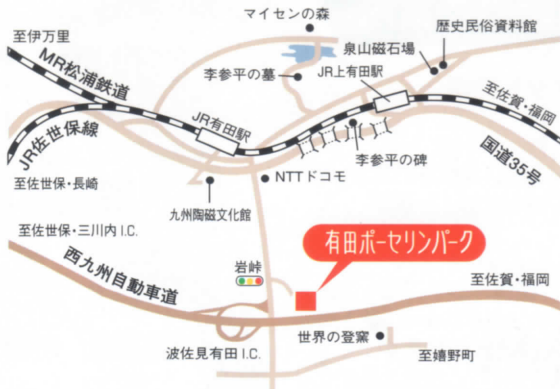 マイセンの森
歴史民俗資料館
至伊万里
泉山磁石場
MR松浦鉄道
李参平の墓
JR上有田駅
至佐賀・福岡
JR有田駅
JR佐世保線
李参平の碑
国道35号
至佐世保・長崎
NTTドコモ
九州陶磁文化館
至佐世保・三川内I.C.
有田ポーセリンパーク
西九州自動車道
岩峠
至佐賀・福岡
世界の登窯
波佐見有田I.C.
至嬉野町